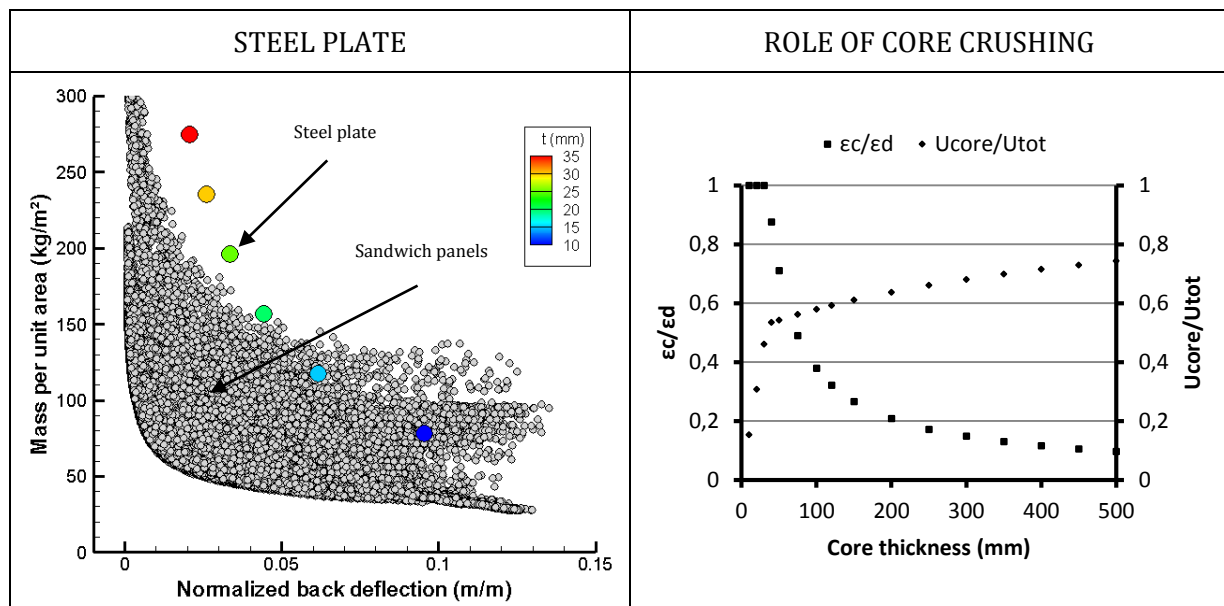 STEEL PLATE
Mass per unit area (kg/m²)
300
250
200
150
100
50
0
Steel plate
Sandwich panels
t (mm)
35
30
25
20
15
10
0
0.05
0.1
0.15
Normalized back deflection (m/m)
ROLE OF CORE CRUSHING
εc/εd
Ucore/Utot
εc/εd
1
0,8
0,6
0,4
0,2
0
1
0,8
0,6
0,4
0,2
0
Ucore/Utot
0
100
200
300
400
500
Core thickness (mm)